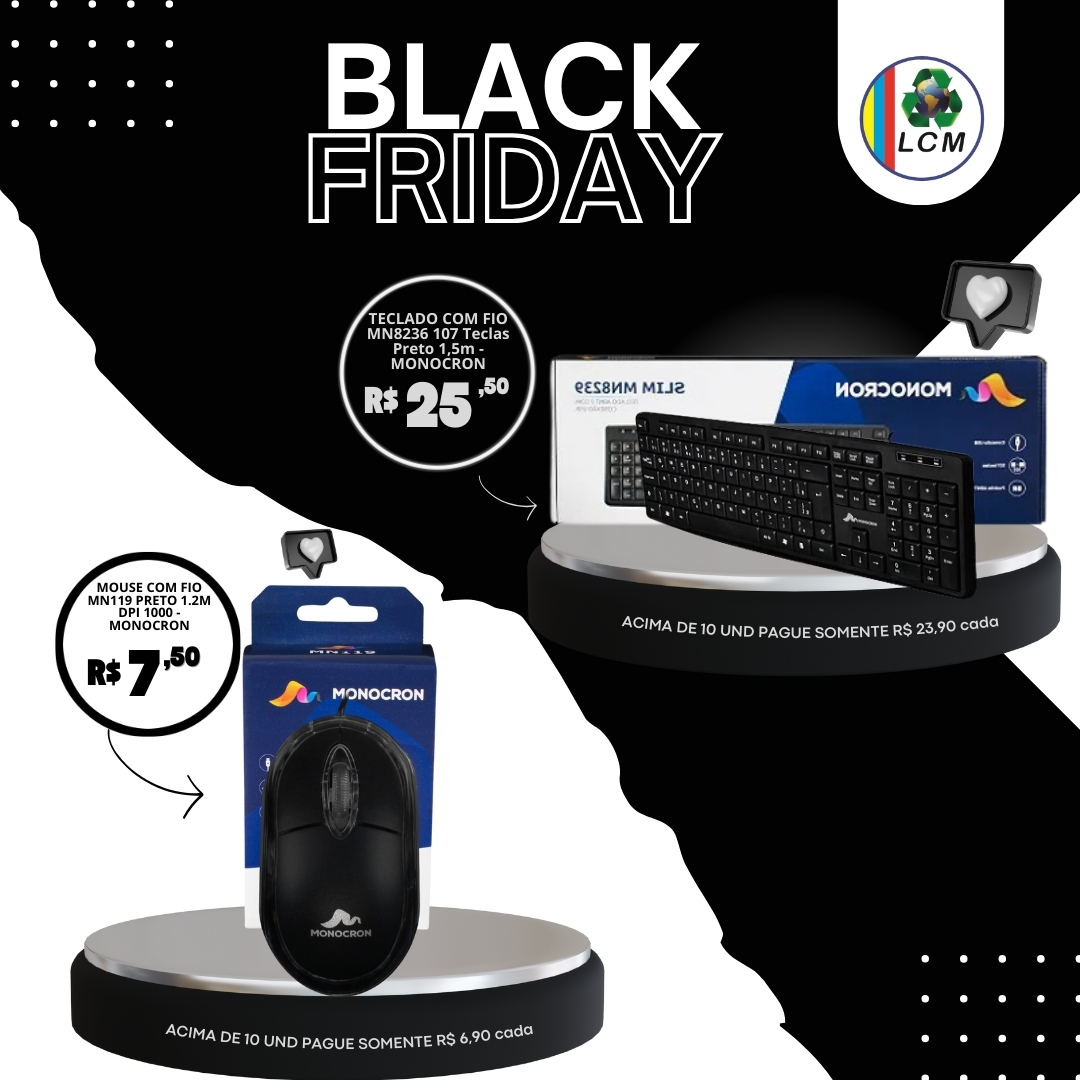 BLACK
FRIDAY
LCM
TECLADO COM FIO
MN8236 107 Teclas
Preto 1,5m -
MONOCRON
R$ 25,50
SLIM MN8239
MONOCRON
MONOCRON
ACIMA DE 10 UND PAGUE SOMENTE R$ 23,90 cada
MOUSE COM FIO
MN119 PRETO 1.2M
DPI 1000 -
MONOCRON
R$ 7,50
MN119
MONOCRON
MONOCRON
ACIMA DE 10 UND PAGUE SOMENTE R$ 6,90 cada